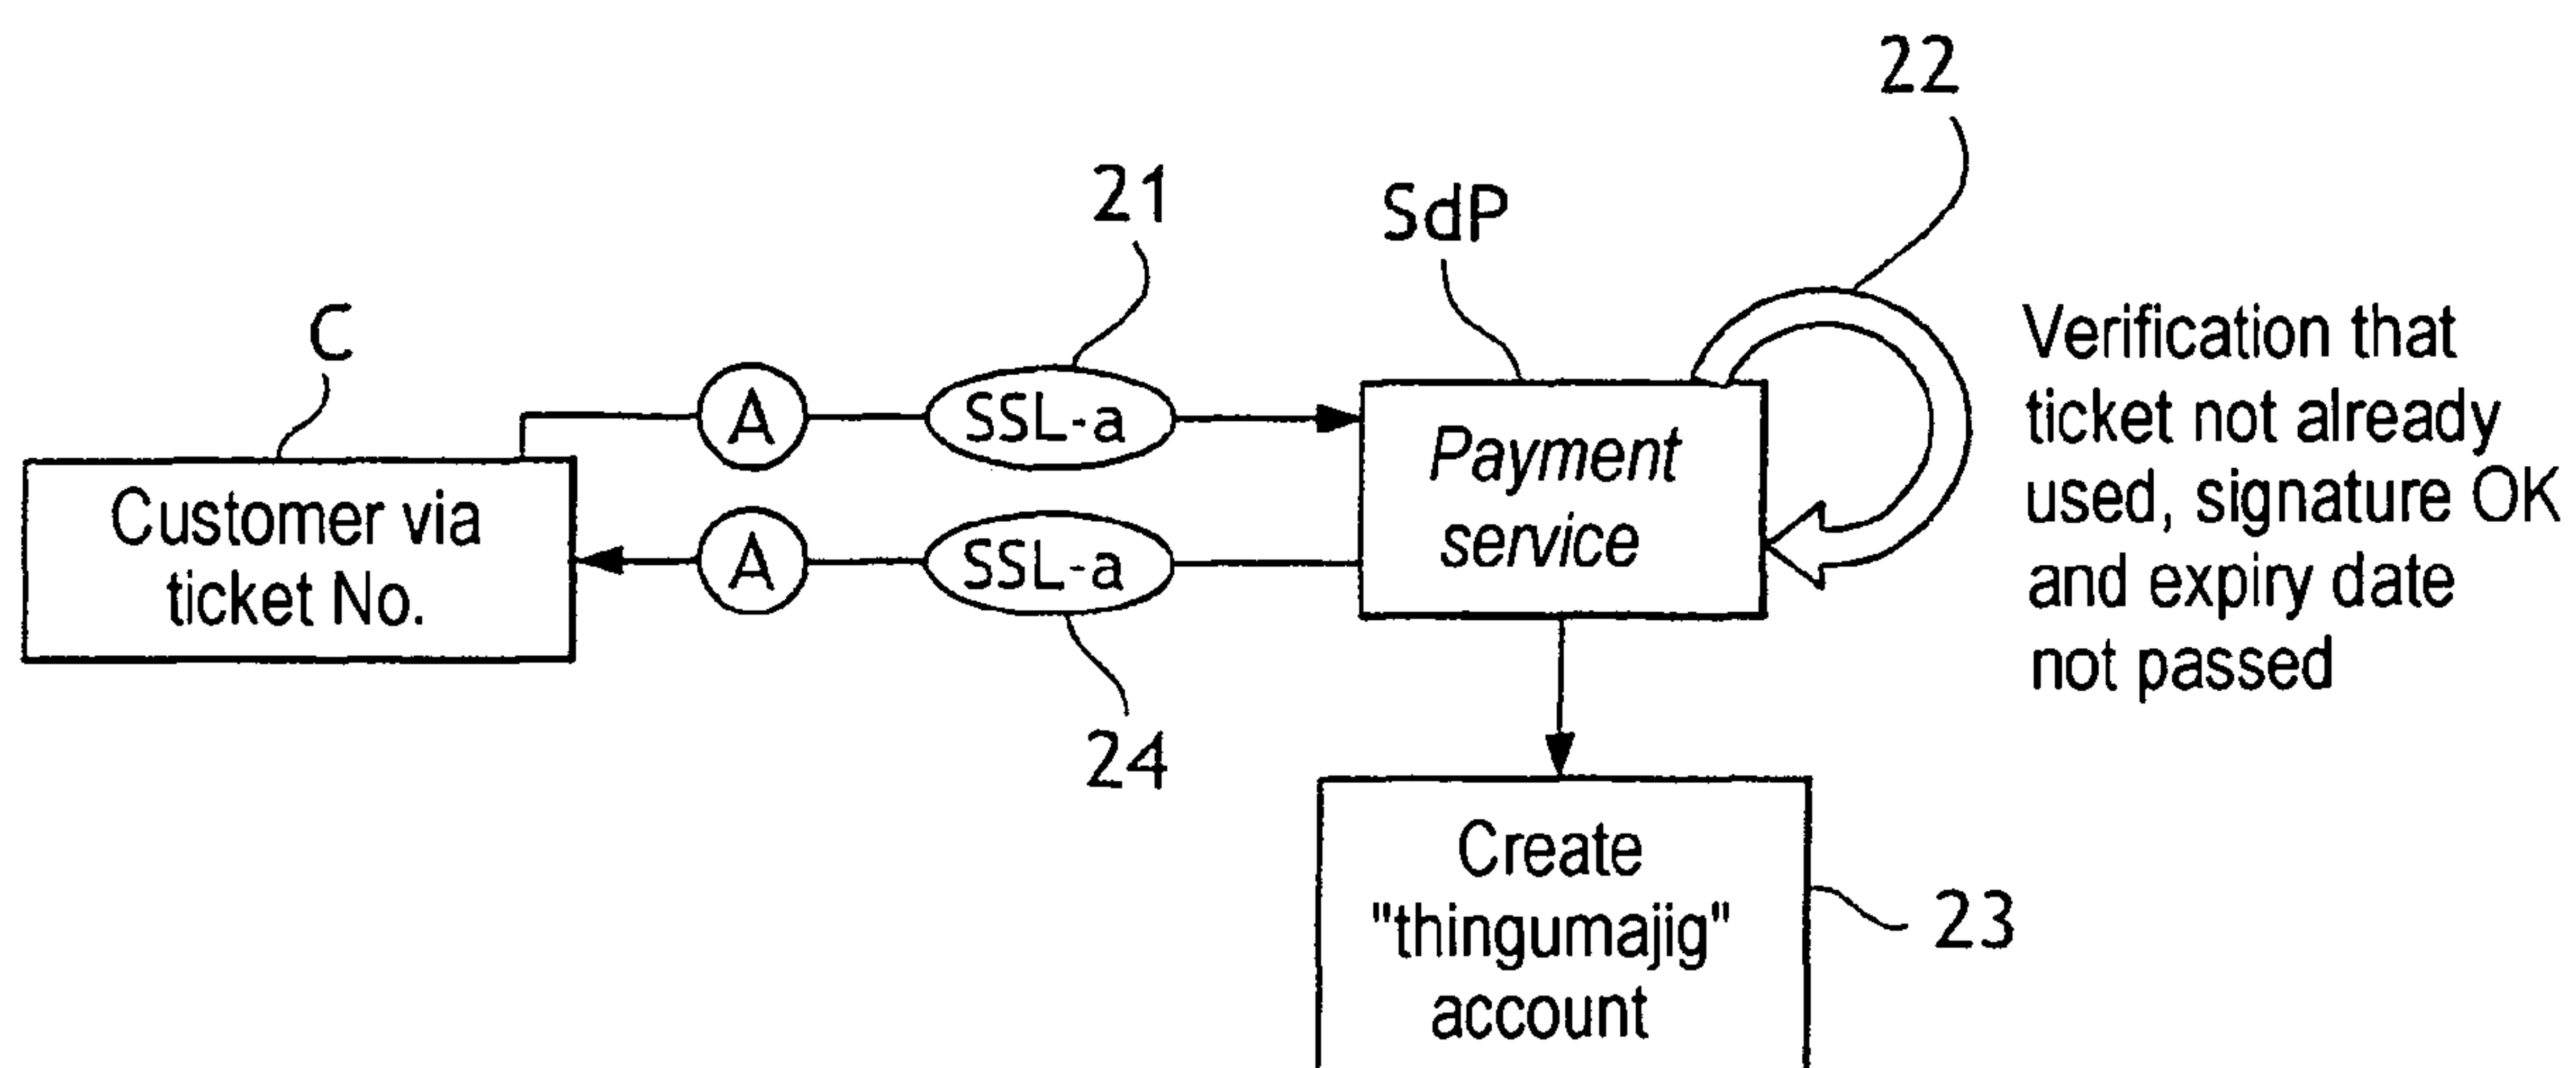 22
21
SdP
C
A
SSL-a
Customer via
ticket No.
A
SSL-a
Payment
service
Verification that
ticket not already
used, signature OK
and expiry date
not passed
24
Create
"thingumajig"
account
23